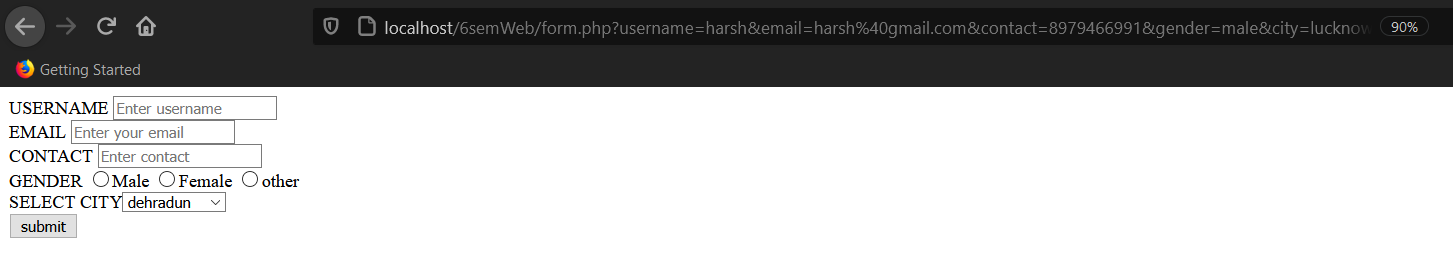 localhost/6semWeb/form.php?username=harsh&email=harsh%40gmail.com&contact=8979466991&gender=male&city=lucknow 90%
Getting Started
USERNAME Enter username
EMAIL Enter your email
CONTACT Enter contact
GENDER Male Female other
SELECT CITY dehradun
submit